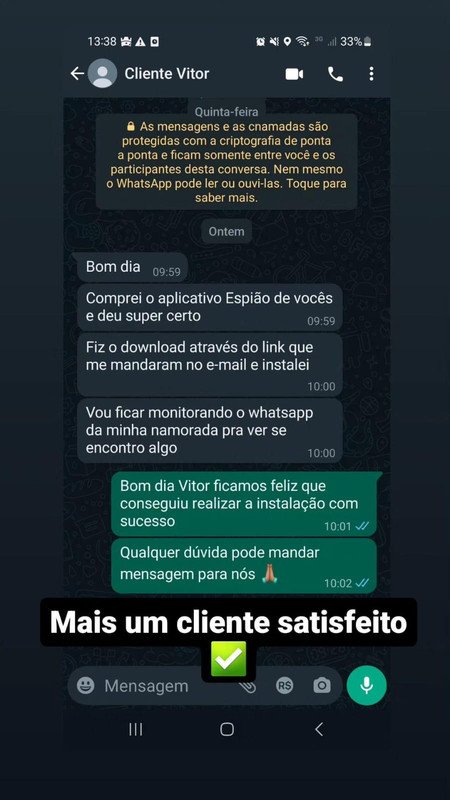 13:38
3G
33%
Cliente Vitor
Quinta-feira
As mensagens e as cnamadas são
protegidas com a criptografia de ponta
a ponta e ficam somente entre você e os
participantes desta conversa. Nem mesmo
o WhatsApp pode ler ou ouvi-las. Toque para
saber mais.
Ontem
Bom dia 09:59
Comprei o aplicativo Espião de vocês
e deu super certo
09:59
Fiz o download através do link que
me mandaram no e-mail e instalei
10:00
Vou ficar monitorando o whatsapp
da minha namorada pra ver se
encontro algo
10:00
Bom dia Vitor ficamos feliz que
conseguiu realizar a instalação com
sucesso
10:01
Qualquer dúvida pode mandar
mensagem para nós 🙏
10:02
Mais um cliente satisfeito
✅
Mensagem
R$